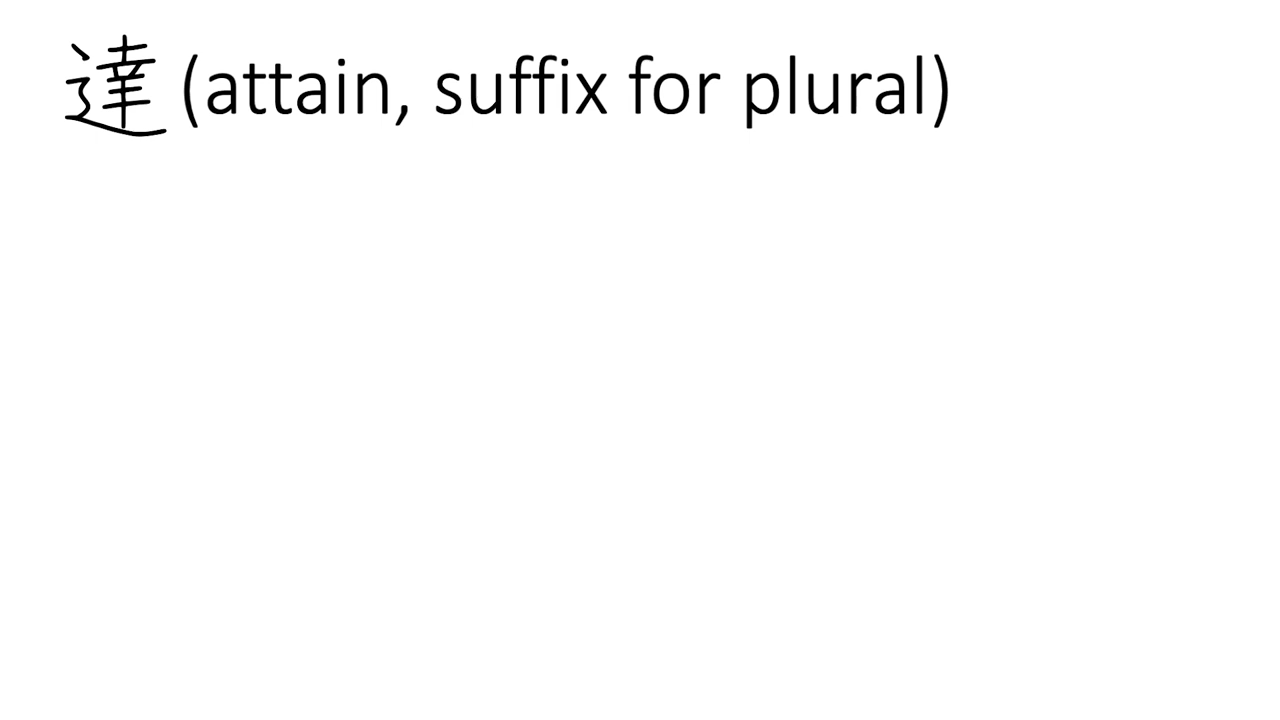 達 (attain, suffix for plural)